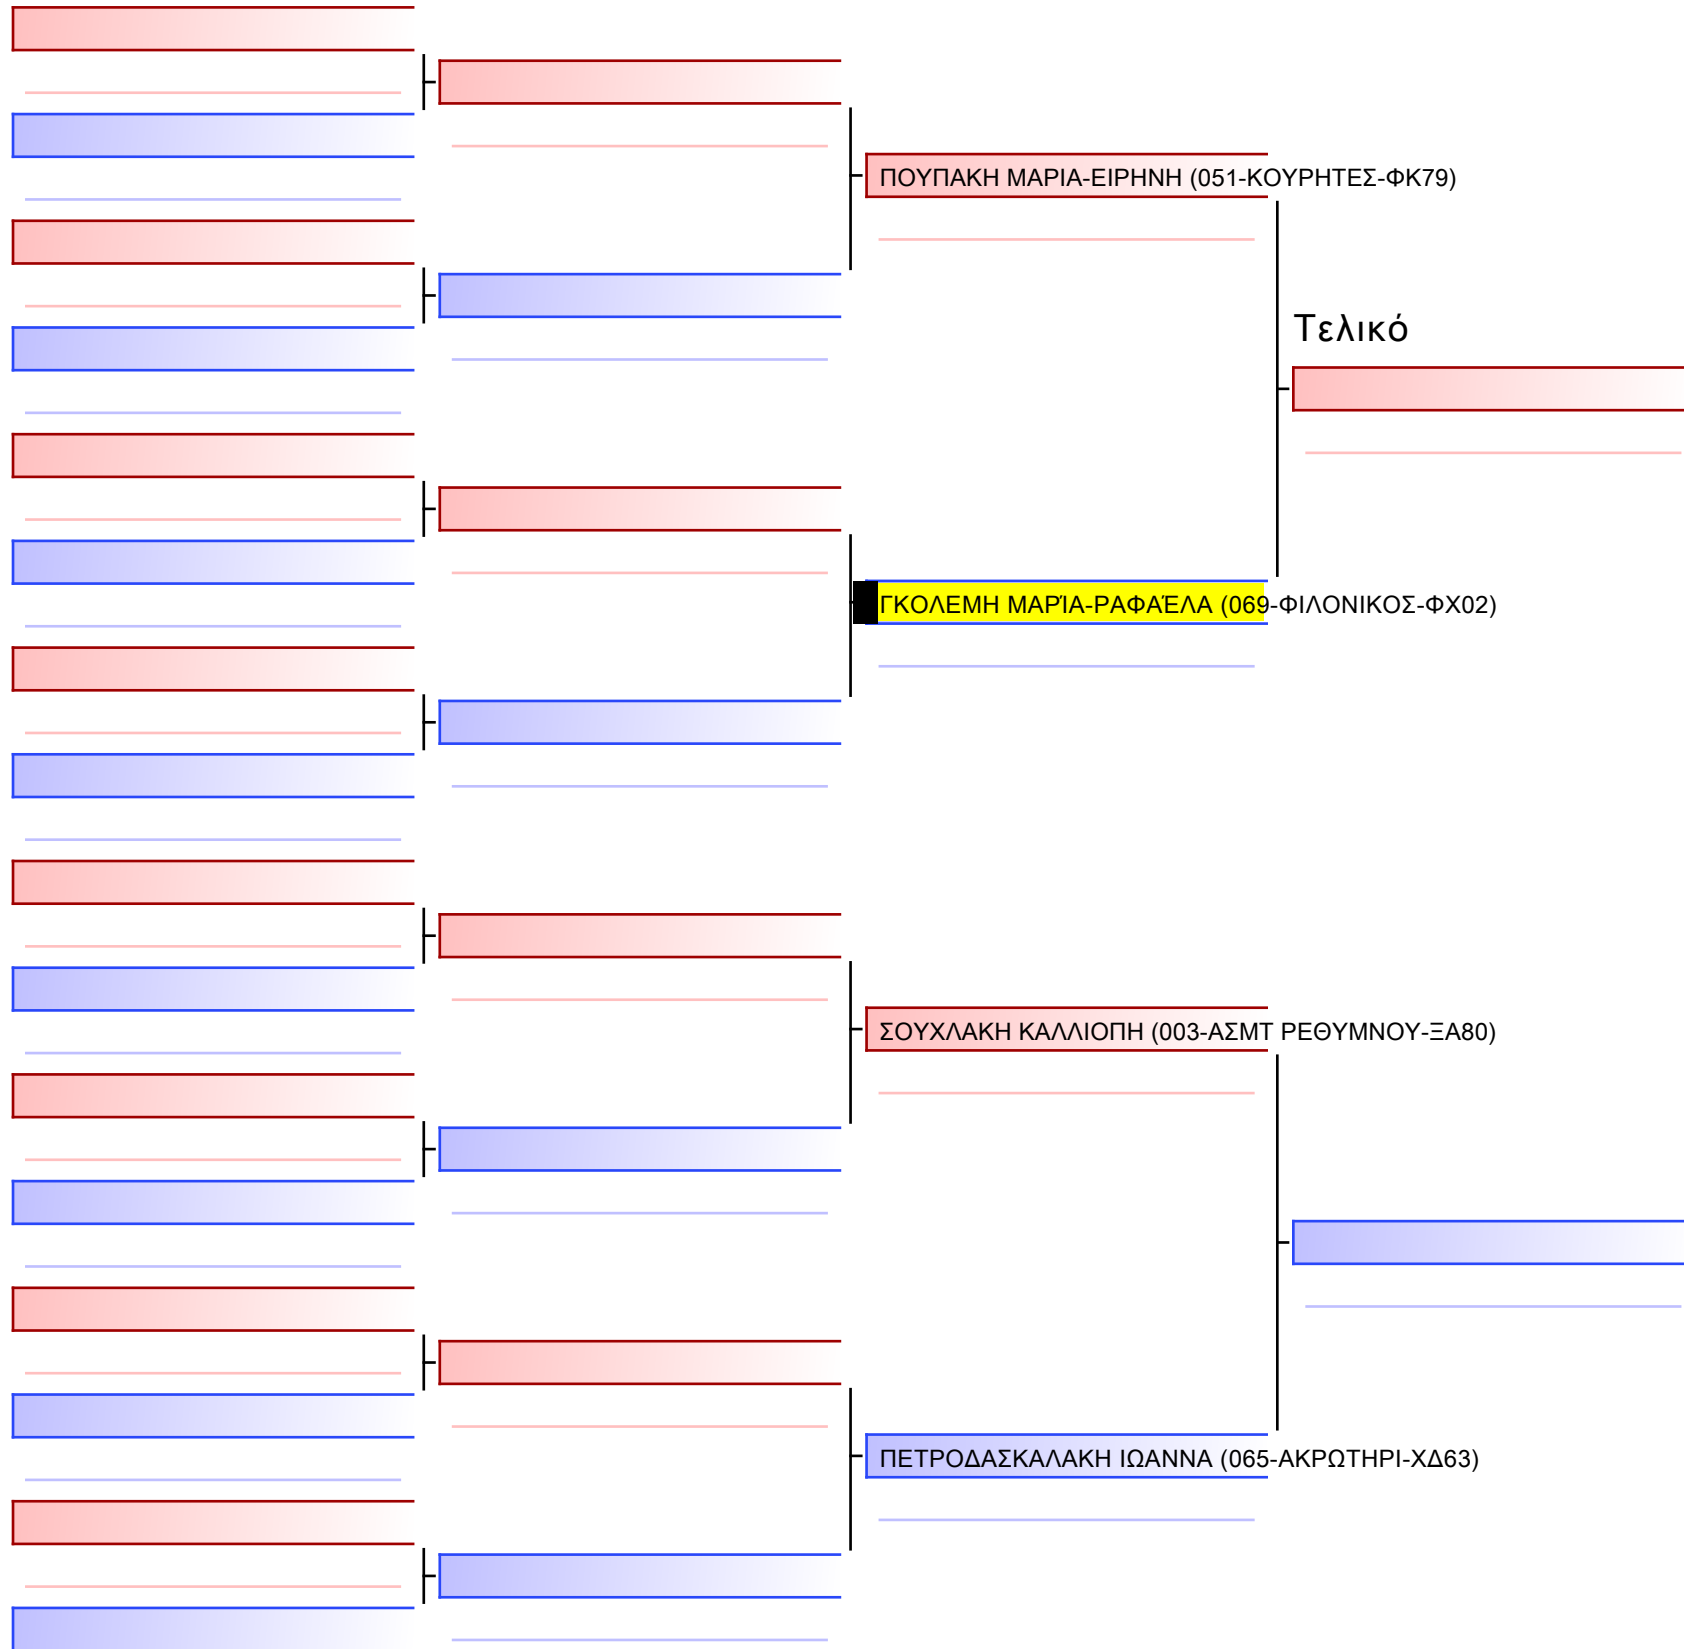 ΠΟΥΠΑΚΗ ΜΑΡΙΑ-ΕΙΡΗΝΗ (051-ΚΟΥΡΗΤΕΣ-ΦΚ79)
Τελικό
ΓΚΟΛΕΜΗ ΜΑΡΊΑ-ΡΑΦΑΈΛΑ (069-ΦΙΛΟΝΙΚΟΣ-ΦΧ02)
ΣΟΥΧΛΑΚΗ ΚΑΛΛΙΟΠΗ (003-ΑΣΜΤ ΡΕΘΥΜΝΟΥ-ΞΑ80)
ΠΕΤΡΟΔΑΣΚΑΛΑΚΗ ΙΩΑΝΝΑ (065-ΑΚΡΩΤΗΡΙ-ΧΔ63)